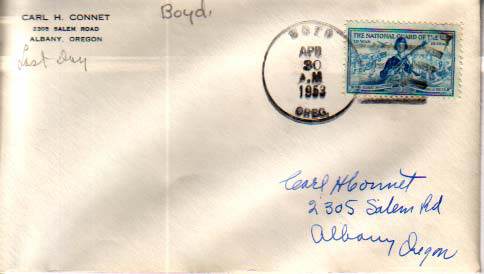 CARL H. CONNET
2305 SALEM ROAD
ALBANY, OREGON
Last Day
Boyd,
BOYD
APR
30
A.M
1953
OREG.
THE NATIONAL GUARD OF THE U.S.
Carl H Connet
2305 Salem Rd
Albany Oregon